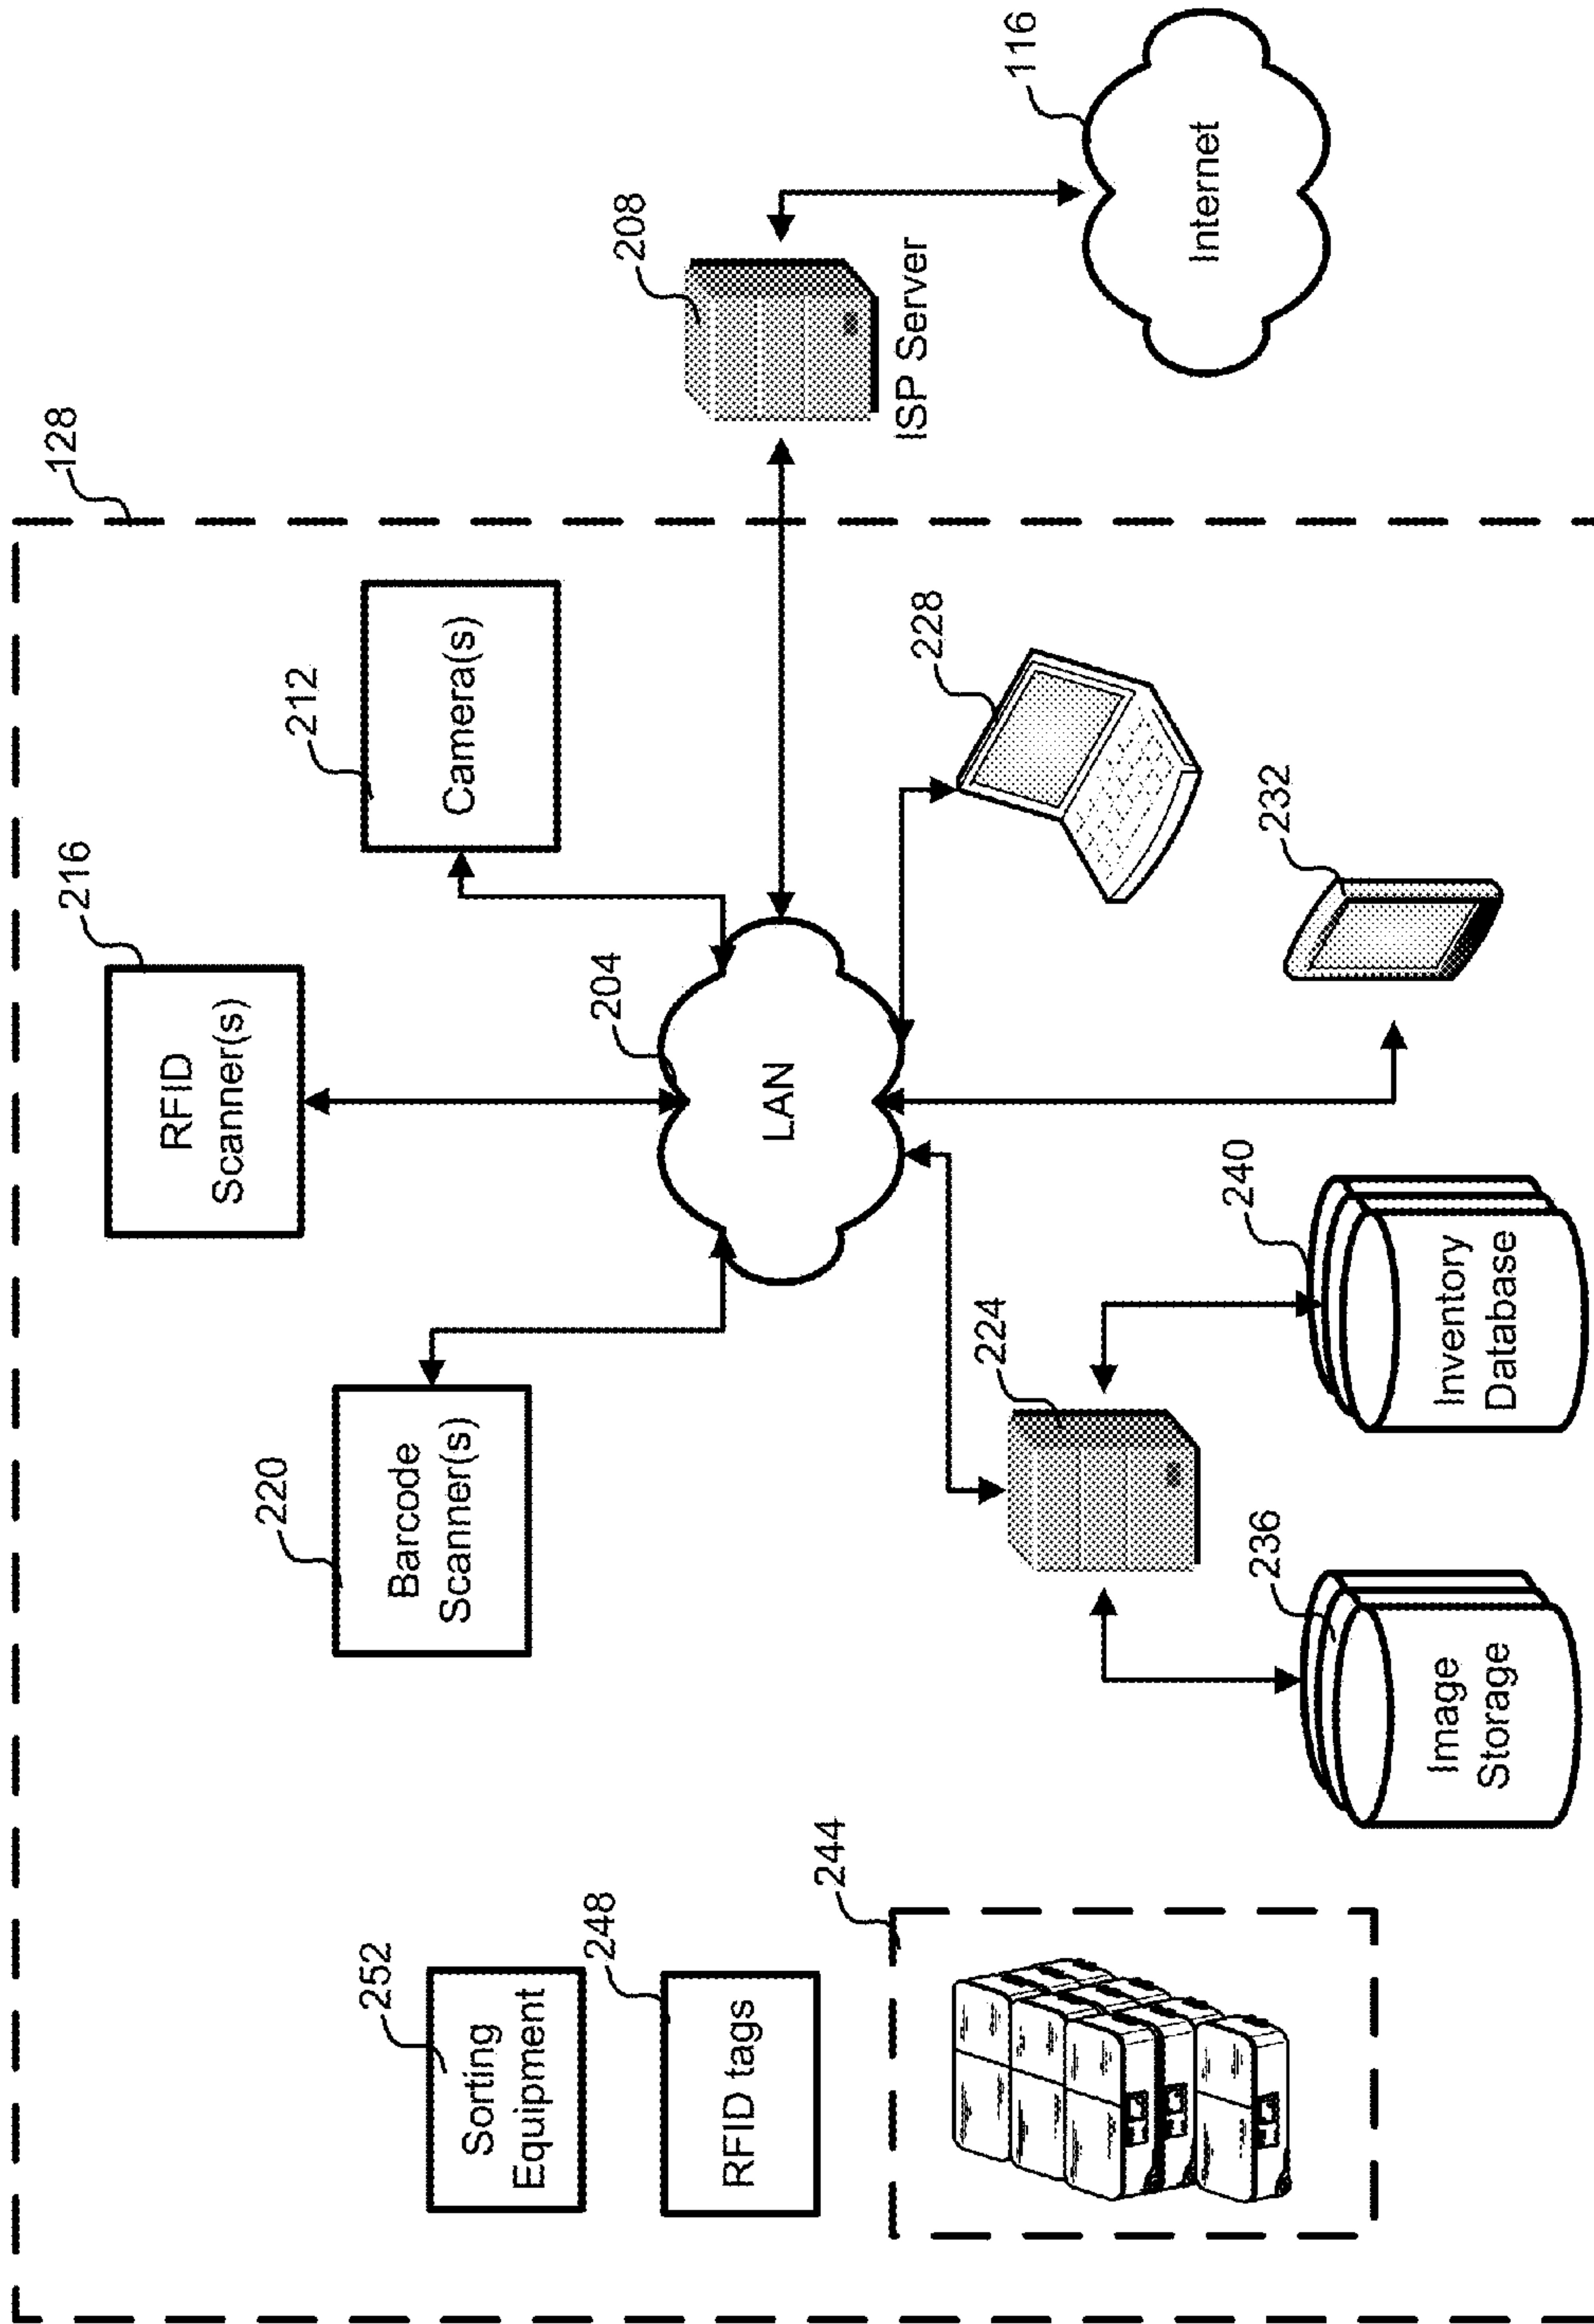 128
252
Sorting
Equipment
248
RFID tags
244
220
Barcode
Scanner(s)
216
RFID
Scanner(s)
212
Camera(s)
204
LAN
208
ISP Server
116
Internet
224
228
232
236
Image
Storage
240
Inventory
Database